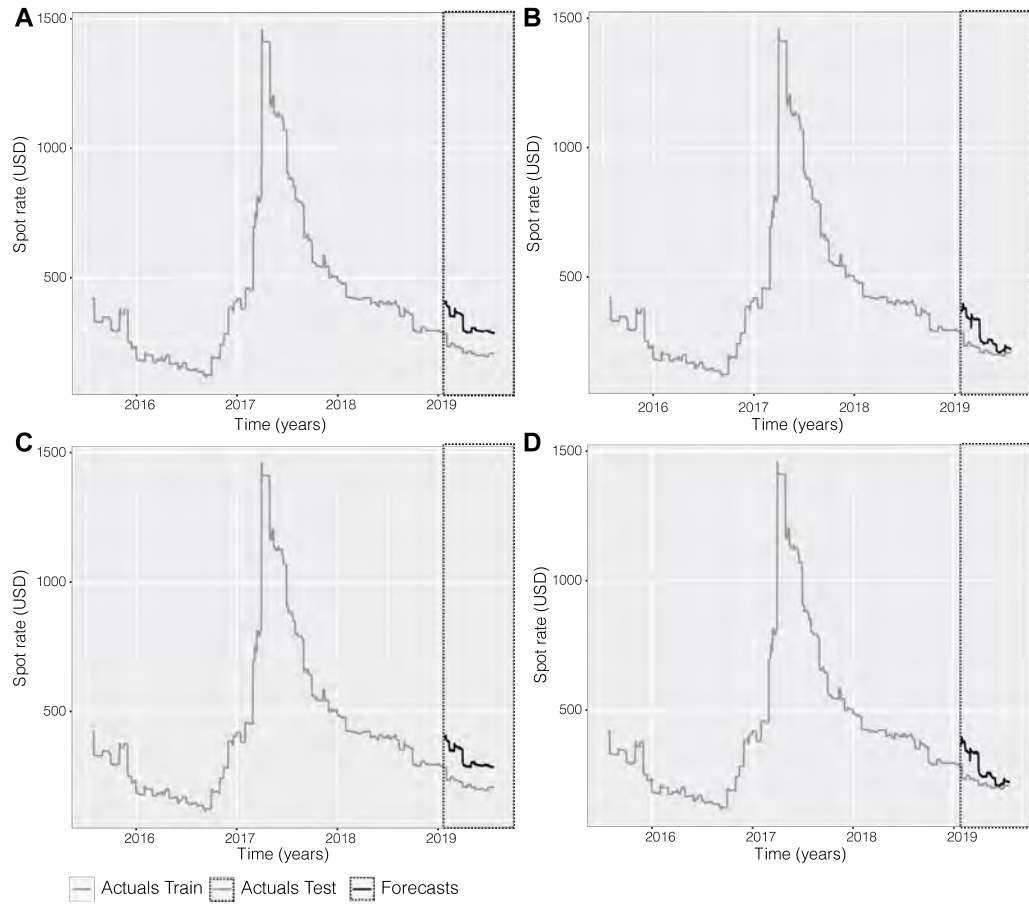 A
1500
1000
500
Spot rate (USD)
2016 2017 2018 2019
Time (years)
B
1500
1000
500
Spot rate (USD)
2016 2017 2018 2019
Time (years)
C
1500
1000
500
Spot rate (USD)
2016 2017 2018 2019
Time (years)
D
1500
1000
500
Spot rate (USD)
2016 2017 2018 2019
Time (years)
Actuals Train Actuals Test Forecasts